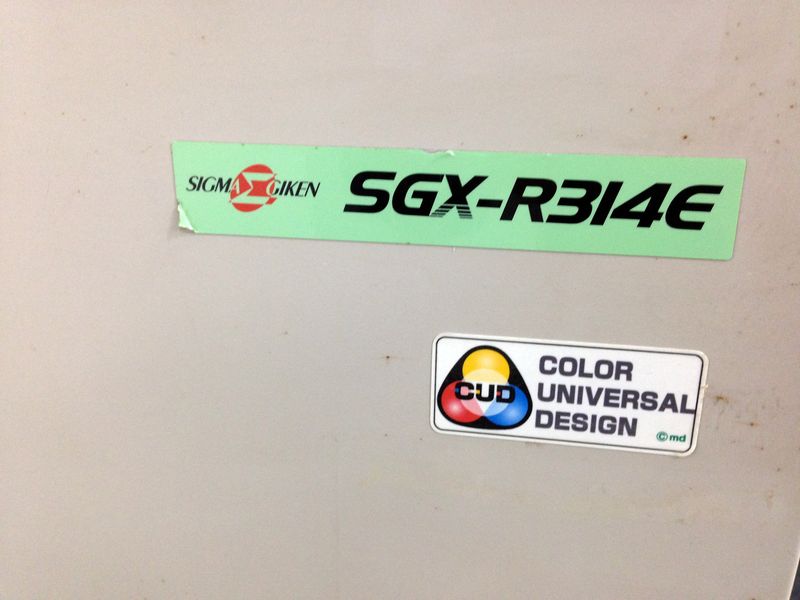 SIGMA Σ GIKEN
SGX-R314E
CUD
COLOR
UNIVERSAL
DESIGN
©md